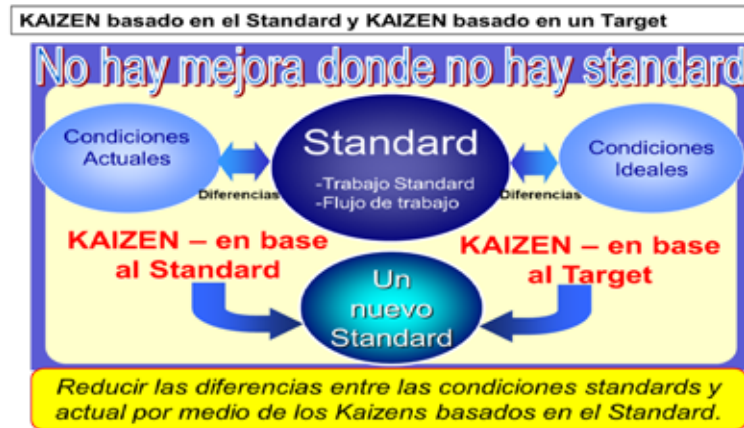 KAIZEN basado en el Standard y KAIZEN basado en un Target
No hay mejora donde no hay standard
Condiciones
Actuales
Diferencias
Standard
-Trabajo Standard
-Flujo de trabajo
Diferencias
Condiciones
Ideales
KAIZEN – en base
al Standard
KAIZEN – en base
al Target
Un
nuevo
Standard
Reducir las diferencias entre las condiciones standards y
actual por medio de los Kaizens basados en el Standard.